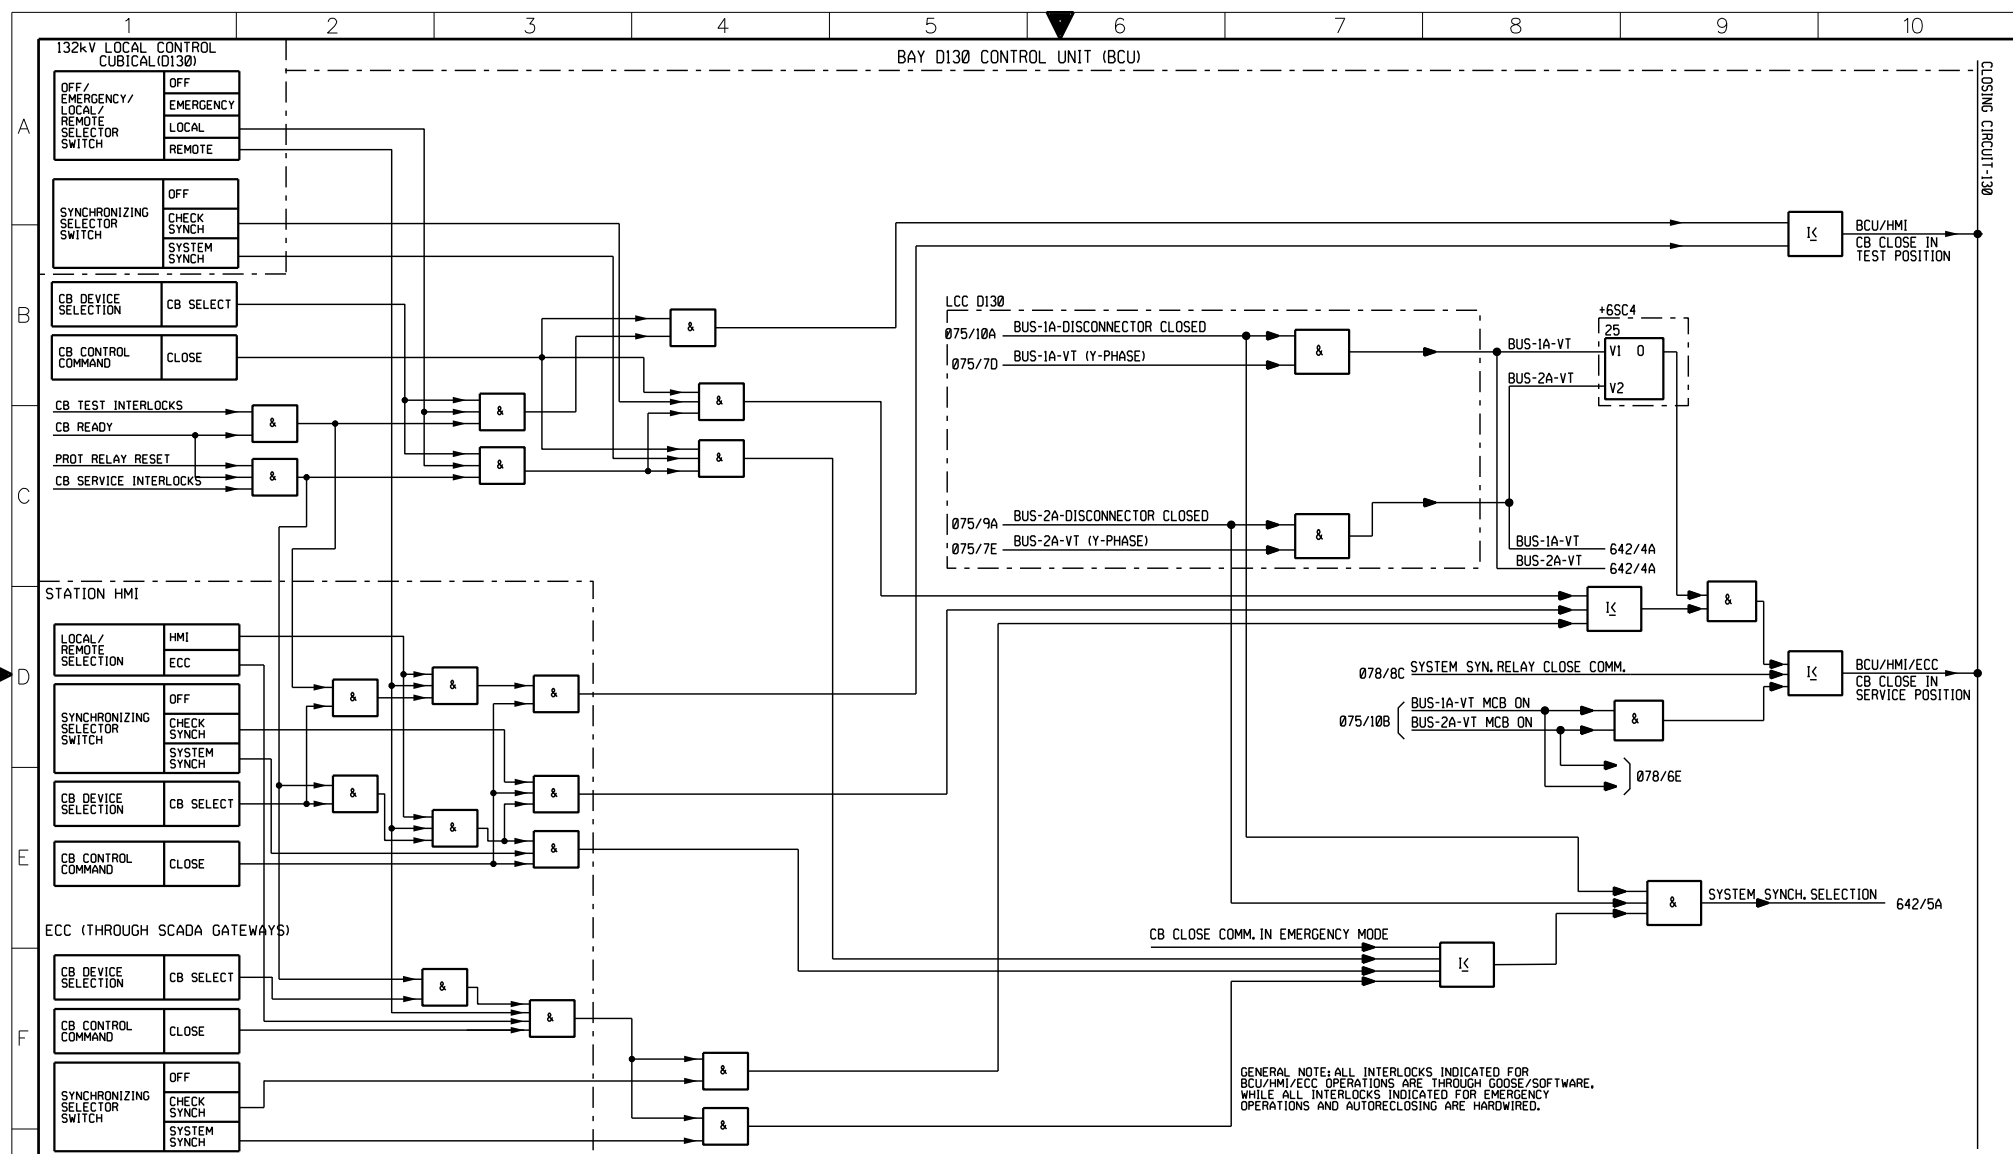 1 2 3 4 5 6 7 8 9 10
132kV LOCAL CONTROL
CUBICAL(D130)
BAY D130 CONTROL UNIT (BCU)
CLOSING CIRCUIT-130
A
OFF/
EMERGENCY/
LOCAL/
REMOTE
SELECTOR
SWITCH
OFF
EMERGENCY
LOCAL
REMOTE
SYNCHRONIZING
SELECTOR
SWITCH
OFF
CHECK
SYNCH
SYSTEM
SYNCH
I<
BCU/HMI
CB CLOSE IN
TEST POSITION
B
CB DEVICE
SELECTION
CB SELECT
CB CONTROL
COMMAND
CLOSE
&
LCC D130
075/10A BUS-1A-DISCONNECTOR CLOSED
075/7D BUS-1A-VT (Y-PHASE)
&
BUS-1A-VT
BUS-2A-VT
+6SC4
25
V1 O
V2
CB TEST INTERLOCKS
CB READY
PROT RELAY RESET
CB SERVICE INTERLOCKS
&
&
&
&
&
&
C
075/9A BUS-2A-DISCONNECTOR CLOSED
075/7E BUS-2A-VT (Y-PHASE)
&
BUS-1A-VT 642/4A
BUS-2A-VT 642/4A
STATION HMI
I<
&
D
LOCAL/
REMOTE
SELECTION
HMI
ECC
SYNCHRONIZING
SELECTOR
SWITCH
OFF
CHECK
SYNCH
SYSTEM
SYNCH
&
&
&
078/8C SYSTEM SYN.RELAY CLOSE COMM.
075/10B
BUS-1A-VT MCB ON
BUS-2A-VT MCB ON
&
078/6E
I<
BCU/HMI/ECC
CB CLOSE IN
SERVICE POSITION
CB DEVICE
SELECTION
CB SELECT
&
&
&
E
CB CONTROL
COMMAND
CLOSE
&
&
SYSTEM SYNCH.SELECTION 642/5A
ECC (THROUGH SCADA GATEWAYS)
CB CLOSE COMM.IN EMERGENCY MODE
I<
CB DEVICE
SELECTION
CB SELECT
&
F
CB CONTROL
COMMAND
CLOSE
&
SYNCHRONIZING
SELECTOR
SWITCH
OFF
CHECK
SYNCH
SYSTEM
SYNCH
&
&
GENERAL NOTE:ALL INTERLOCKS INDICATED FOR
BCU/HMI/ECC OPERATIONS ARE THROUGH GOOSE/SOFTWARE,
WHILE ALL INTERLOCKS INDICATED FOR EMERGENCY
OPERATIONS AND AUTORECLOSING ARE HARDWIRED.